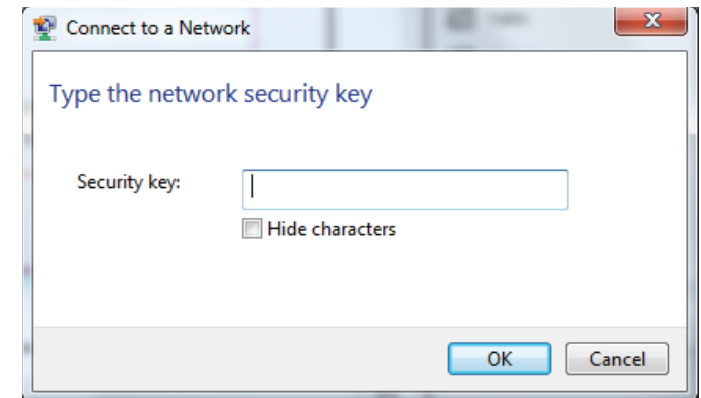 Connect to a Network
Type the network security key
Security key:
Hide characters
OK Cancel